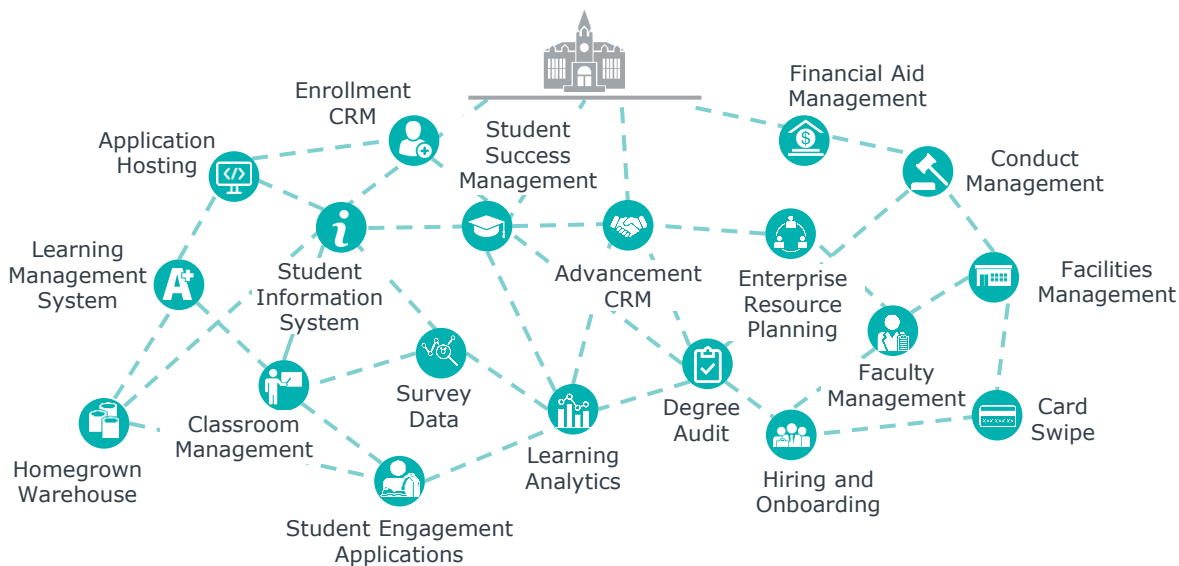 Financial Aid
Management
Enrollment
CRM
Student
Success
Management
Application
Hosting
</>
$
Conduct
Management
Learning
Management
System
A+
i
Student
Information
System
Advancement
CRM
Enterprise
Resource
Planning
Facilities
Management
Survey
Data
Faculty
Management
Classroom
Management
Degree
Audit
Card
Swipe
XXX XXX
Homegrown
Warehouse
Learning
Analytics
Hiring and
Onboarding
Student Engagement
Applications